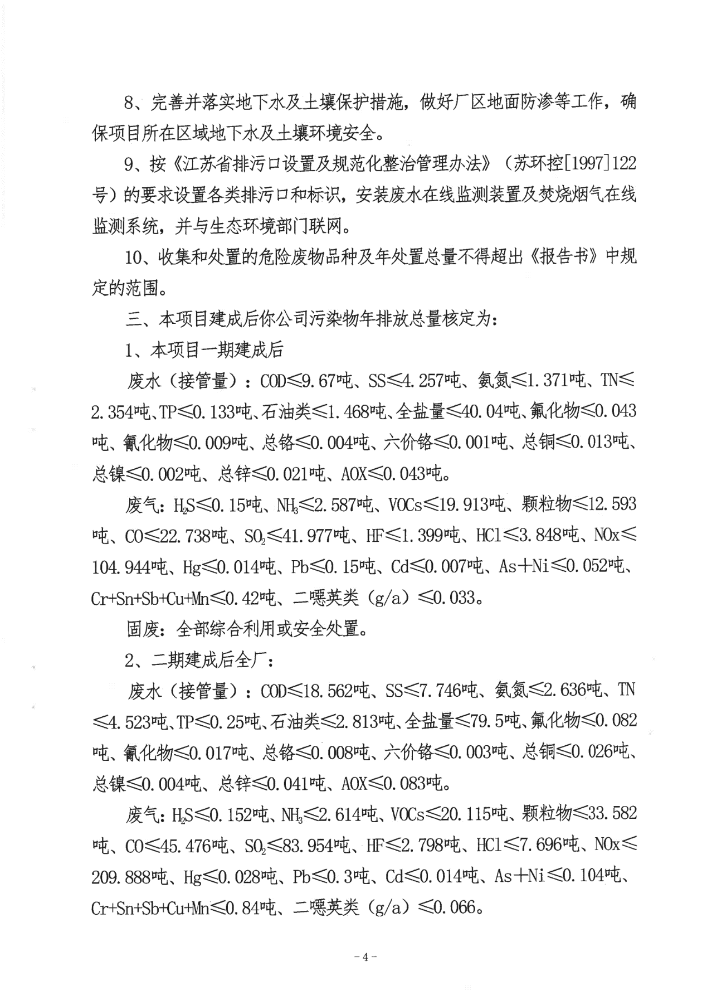 8、完善并落实地下水及土壤保护措施，做好厂区地面防渗等工作，确
保项目所在区域地下水及土壤环境安全。
9、按《江苏省排污口设置及规范化整治管理办法》（苏环控[1997]122
号）的要求设置各类排污口和标识，安装废水在线监测装置及焚烧烟气在线
监测系统，并与生态环境部门联网。
10、收集和处置的危险废物品种及年处置总量不得超出《报告书》中规
定的范围。
三、本项目建成后你公司污染物年排放总量核定为：
1、本项目一期建成后
废水（接管量）：COD≤9.67吨、SS≤4.257吨、氨氮≤1.371吨、TN≤
2.354吨、TP≤0.133吨、石油类≤1.468吨、全盐量≤40.04吨、氟化物≤0.043
吨、氰化物≤0.009吨、总铬≤0.004吨、六价铬≤0.001吨、总铜≤0.013吨、
总镍≤0.002吨、总锌≤0.021吨、AOX≤0.043吨。
废气：H₂S≤0.15吨、NH₃≤2.587吨、VOCs≤19.913吨、颗粒物≤12.593
吨、CO≤22.738吨、SO₂≤41.977吨、HF≤1.399吨、HCl≤3.848吨、NOx≤
104.944吨、Hg≤0.014吨、Pb≤0.15吨、Cd≤0.007吨、As+Ni≤0.052吨、
Cr+Sn+Sb+Cu+Mn≤0.42吨、二噁英类（g/a）≤0.033。
固废：全部综合利用或安全处置。
2、二期建成后全厂：
废水（接管量）：COD≤18.562吨、SS≤7.746吨、氨氮≤2.636吨、TN
≤4.523吨、TP≤0.25吨、石油类≤2.813吨、全盐量≤79.5吨、氟化物≤0.082
吨、氰化物≤0.017吨、总铬≤0.008吨、六价铬≤0.003吨、总铜≤0.026吨、
总镍≤0.004吨、总锌≤0.041吨、AOX≤0.083吨。
废气：H₂S≤0.152吨、NH₃≤2.614吨、VOCs≤20.115吨、颗粒物≤33.582
吨、CO≤45.476吨、SO₂≤83.954吨、HF≤2.798吨、HCl≤7.696吨、NOx≤
209.888吨、Hg≤0.028吨、Pb≤0.3吨、Cd≤0.014吨、As+Ni≤0.104吨、
Cr+Sn+Sb+Cu+Mn≤0.84吨、二噁英类（g/a）≤0.066。
-4-